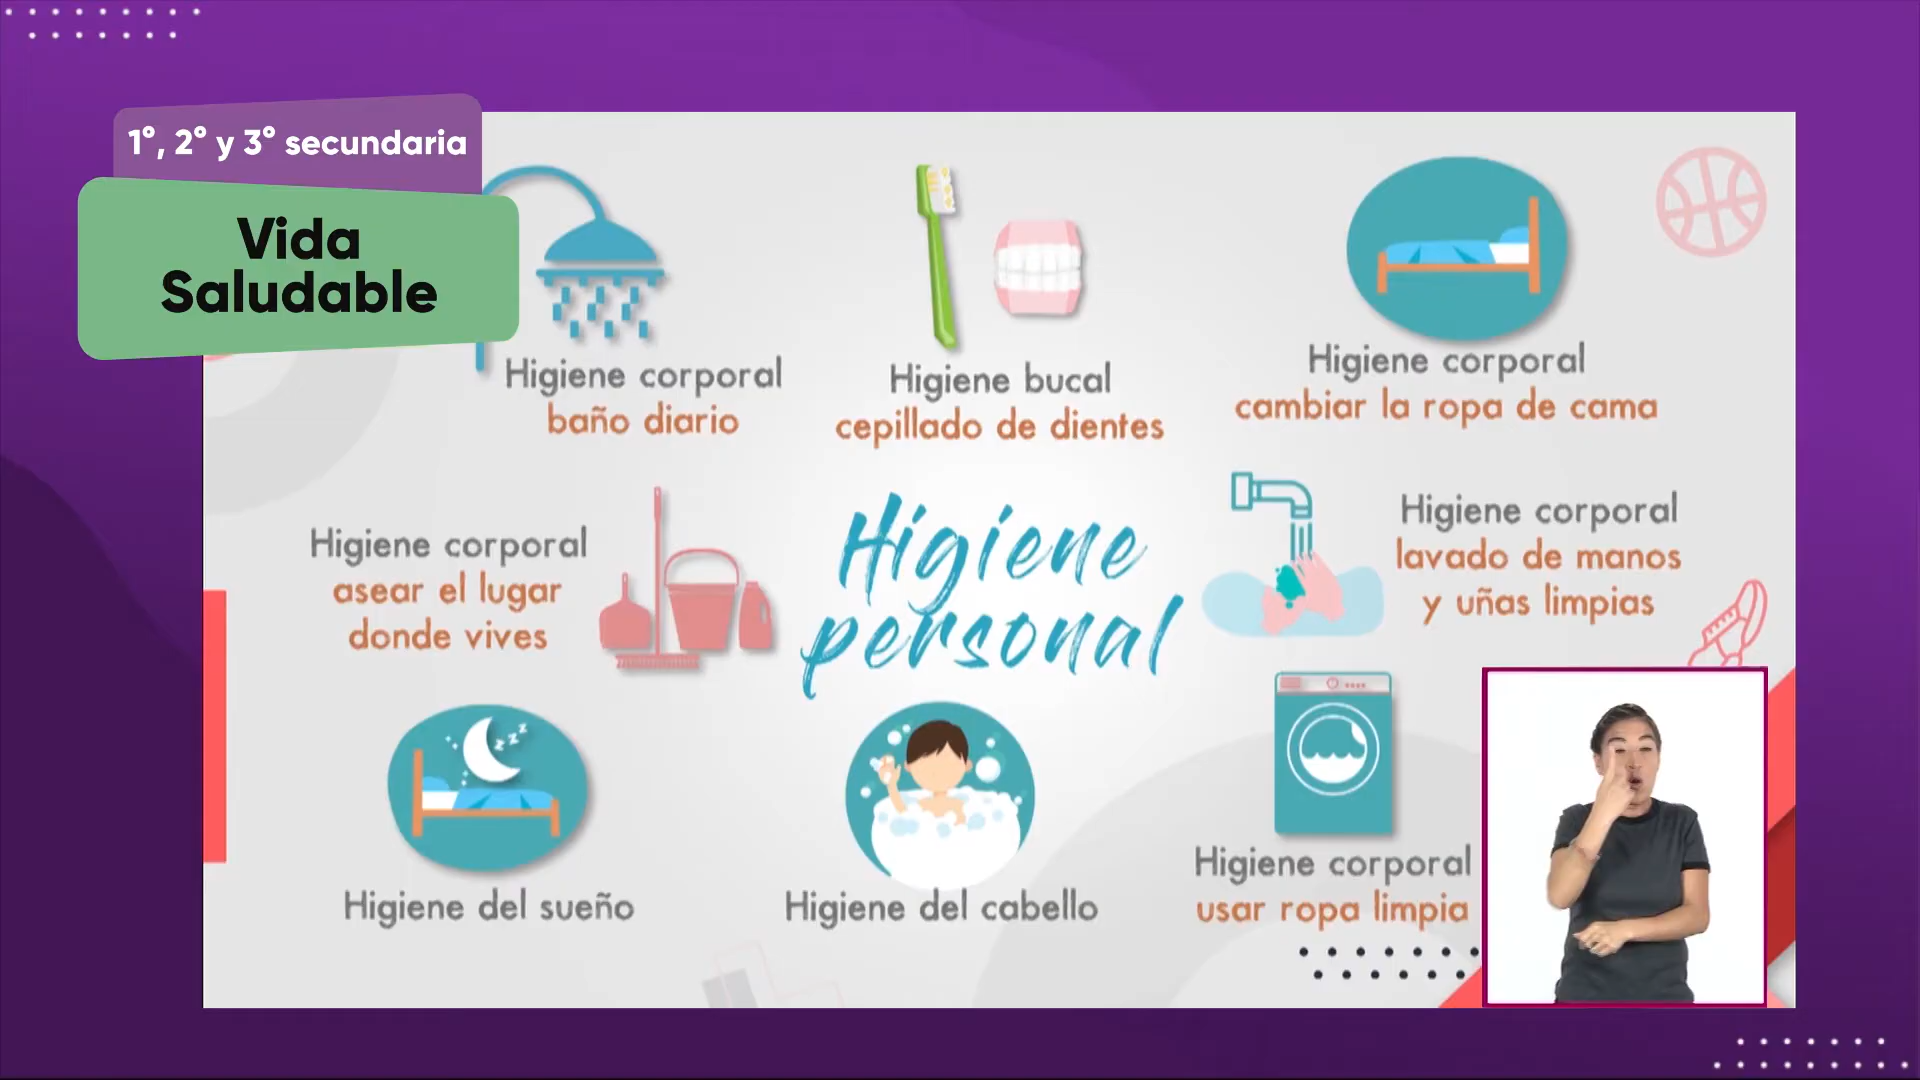 1°, 2° y 3° secundaria
Vida
Saludable
Higiene corporal
baño diario
Higiene bucal
cepillado de dientes
Higiene corporal
cambiar la ropa de cama
Higiene corporal
asear el lugar
donde vives
Higiene
personal
Higiene corporal
lavado de manos
y uñas limpias
zzz
Higiene del sueño
Higiene del cabello
Higiene corporal
usar ropa limpia